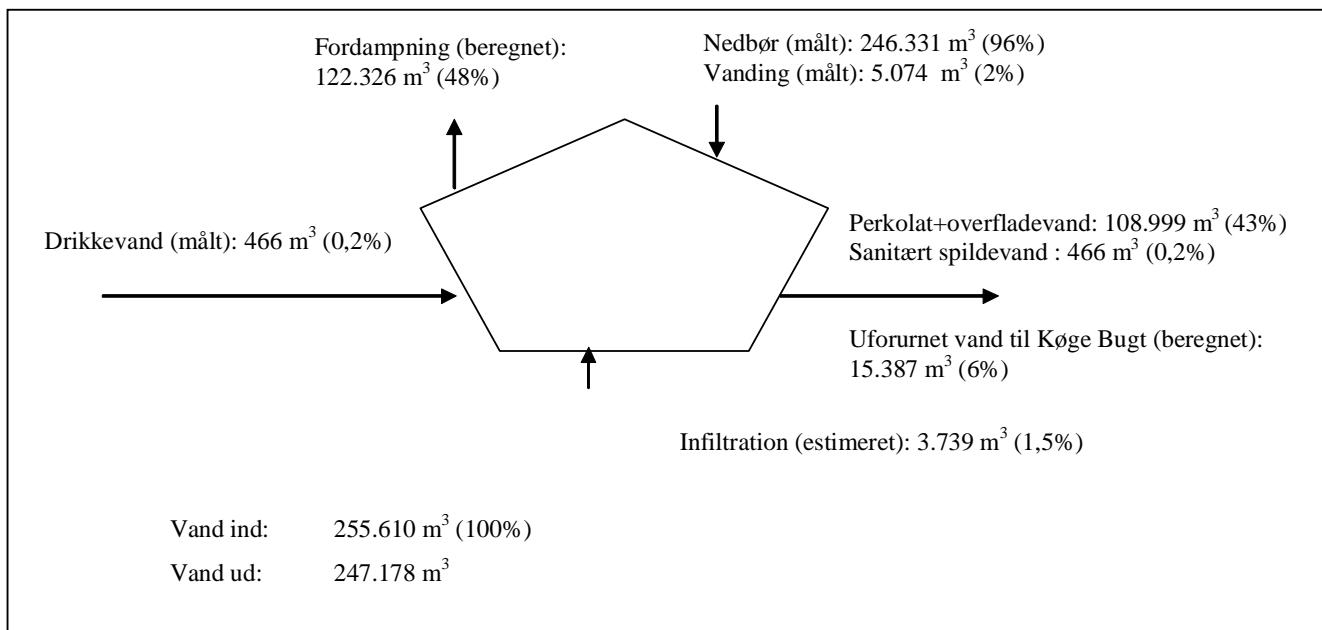 Fordampning (beregnet):
122.326 m³ (48%)
Nedbør (målt): 246.331 m³ (96%)
Vanding (målt): 5.074 m³ (2%)
Drikkevand (målt): 466 m³ (0,2%)
Perkolat+overfladevand: 108.999 m³ (43%)
Sanitært spildevand : 466 m³ (0,2%)
Uforurnet vand til Køge Bugt (beregnet):
15.387 m³ (6%)
Infiltration (estimeret): 3.739 m³ (1,5%)
Vand ind: 255.610 m³ (100%)
Vand ud: 247.178 m³